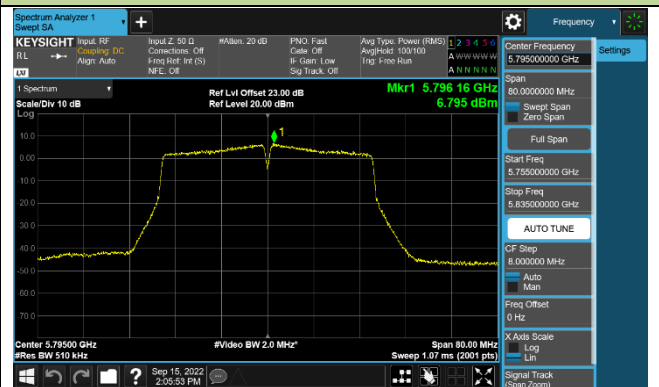 Spectrum Analyzer 1
Swept SA
Frequency
KEYSIGHT
Input: RF
Coupling: DC
Align: Auto
Input Z: 50 Ω
Corrections: Off
Freq Ref: Int (S)
NFE: Off
#Atten: 20 dB
PNO: Fast
Gate: Off
IF Gain: Low
Sig Track: Off
Avg Type: Power (RMS)
Avg|Hold: 100/100
Trig: Free Run
1 2 3 4 5 6
A W W W W W
A N N N N N
RL
LXI
1 Spectrum
Scale/Div 10 dB
Log
Ref Lvl Offset 23.00 dB
Ref Level 20.00 dBm
Mkr1 5.796 16 GHz
6.795 dBm
1
10.0
0.00
-10.0
-20.0
-30.0
-40.0
-50.0
-60.0
-70.0
Center 5.79500 GHz
#Res BW 510 kHz
#Video BW 2.0 MHz*
Span 80.00 MHz
Sweep 1.07 ms (2001 pts)
Sep 15, 2022
2:05:53 PM
Center Frequency
5.795000000 GHz
Settings
Span
80.0000000 MHz
Swept Span
Zero Span
Full Span
Start Freq
5.755000000 GHz
Stop Freq
5.835000000 GHz
AUTO TUNE
CF Step
8.000000 MHz
Auto
Man
Freq Offset
0 Hz
X Axis Scale
Log
Lin
Signal Track
(Span Zoom)